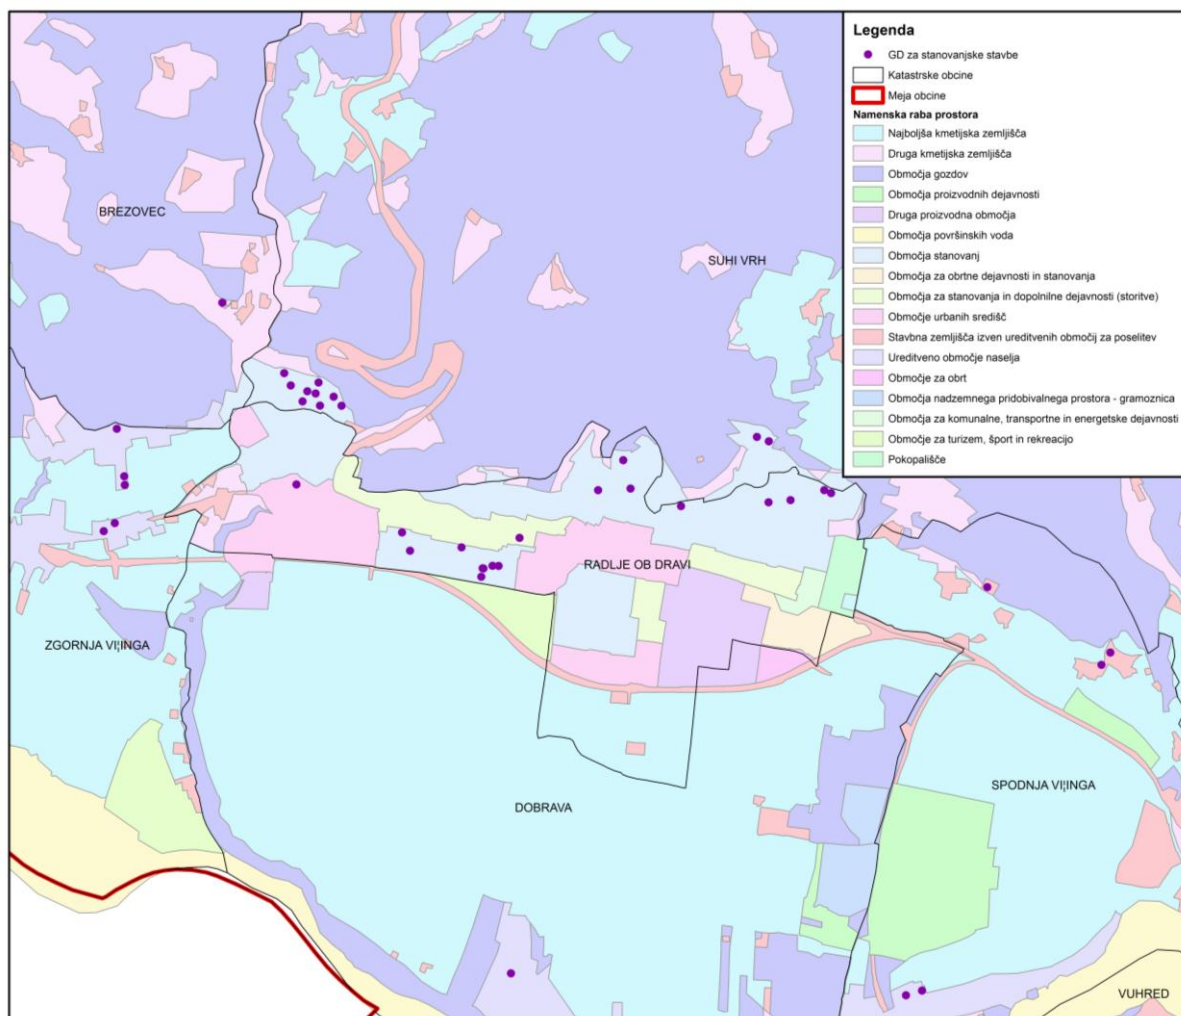 Legenda
GD za stanovanjske stavbe
Katastrske obcine
Meja obcine
Namenska raba prostora
Najboljša kmetijska zemljišča
Druga kmetijska zemljišča
Območja gozdov
Območja proizvodnih dejavnosti
Druga proizvodna območja
Območja površinskih voda
Območja stanovanj
Območja za obrtne dejavnosti in stanovanja
Območja za stanovanja in dopolnilne dejavnosti (storitve)
Območje urbanih središč
Stavbna zemljišča izven ureditvenih območij za poselitev
Ureditveno območje naselja
Območje za obrt
Območja nadzemnega pridobivalnega prostora - gramoznica
Območja za komunalne, transportne in energetske dejavnosti
Območje za turizem, šport in rekreacijo
Pokopališče
BREZOVEC
SUHI VRH
RADLJE OB DRAVI
ZGORNJA VI¦INGA
SPODNJA VI¦INGA
DOBRAVA
VUHRED